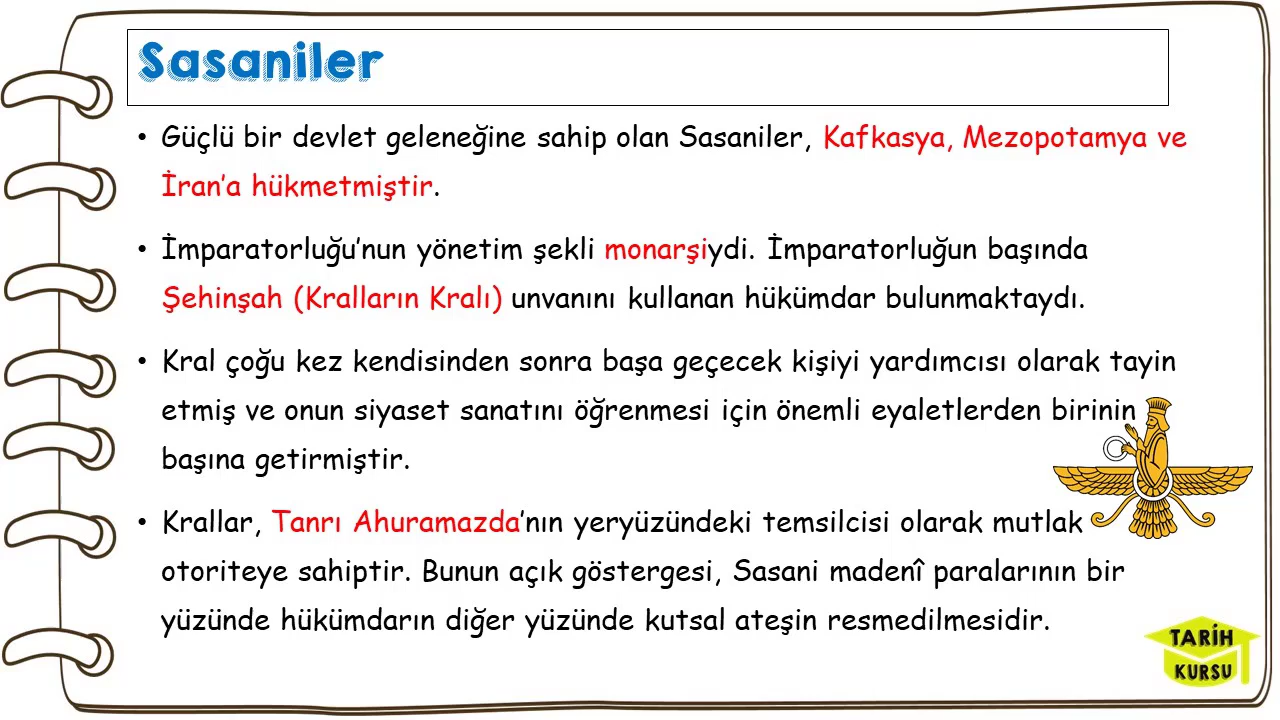 Sasaniler
• Güçlü bir devlet geleneğine sahip olan Sasaniler, Kafkasya, Mezopotamya ve
İran’a hükmetmiştir.
• İmparatorluğu’nun yönetim şekli monarşiydi. İmparatorluğun başında
Şehinşah (Kralların Kralı) unvanını kullanan hükümdar bulunmaktaydı.
• Kral çoğu kez kendisinden sonra başa geçecek kişiyi yardımcısı olarak tayin
etmiş ve onun siyaset sanatını öğrenmesi için önemli eyaletlerden birinin
başına getirmiştir.
• Krallar, Tanrı Ahuramazda’nın yeryüzündeki temsilcisi olarak mutlak
otoriteye sahiptir. Bunun açık göstergesi, Sasani madenî paralarının bir
yüzünde hükümdarın diğer yüzünde kutsal ateşin resmedilmesidir.
TARİH
KURSU